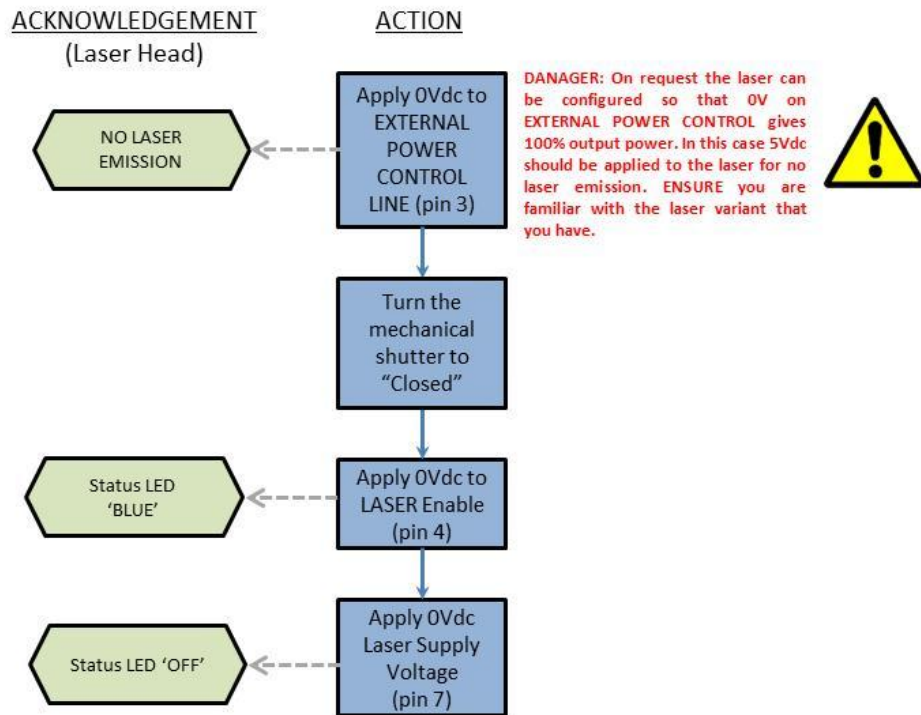 ACKNOWLEDGEMENT
(Laser Head)
ACTION
NO LASER
EMISSION
Apply 0Vdc to
EXTERNAL
POWER
CONTROL
LINE (pin 3)
DANAGER: On request the laser can
be configured so that 0V on
EXTERNAL POWER CONTROL gives
100% output power. In this case 5Vdc
should be applied to the laser for no
laser emission. ENSURE you are
familiar with the laser variant that
you have.
Turn the
mechanical
shutter to
“Closed”
Status LED
‘BLUE’
Apply 0Vdc to
LASER Enable
(pin 4)
Status LED ‘OFF’
Apply 0Vdc
Laser Supply
Voltage
(pin 7)